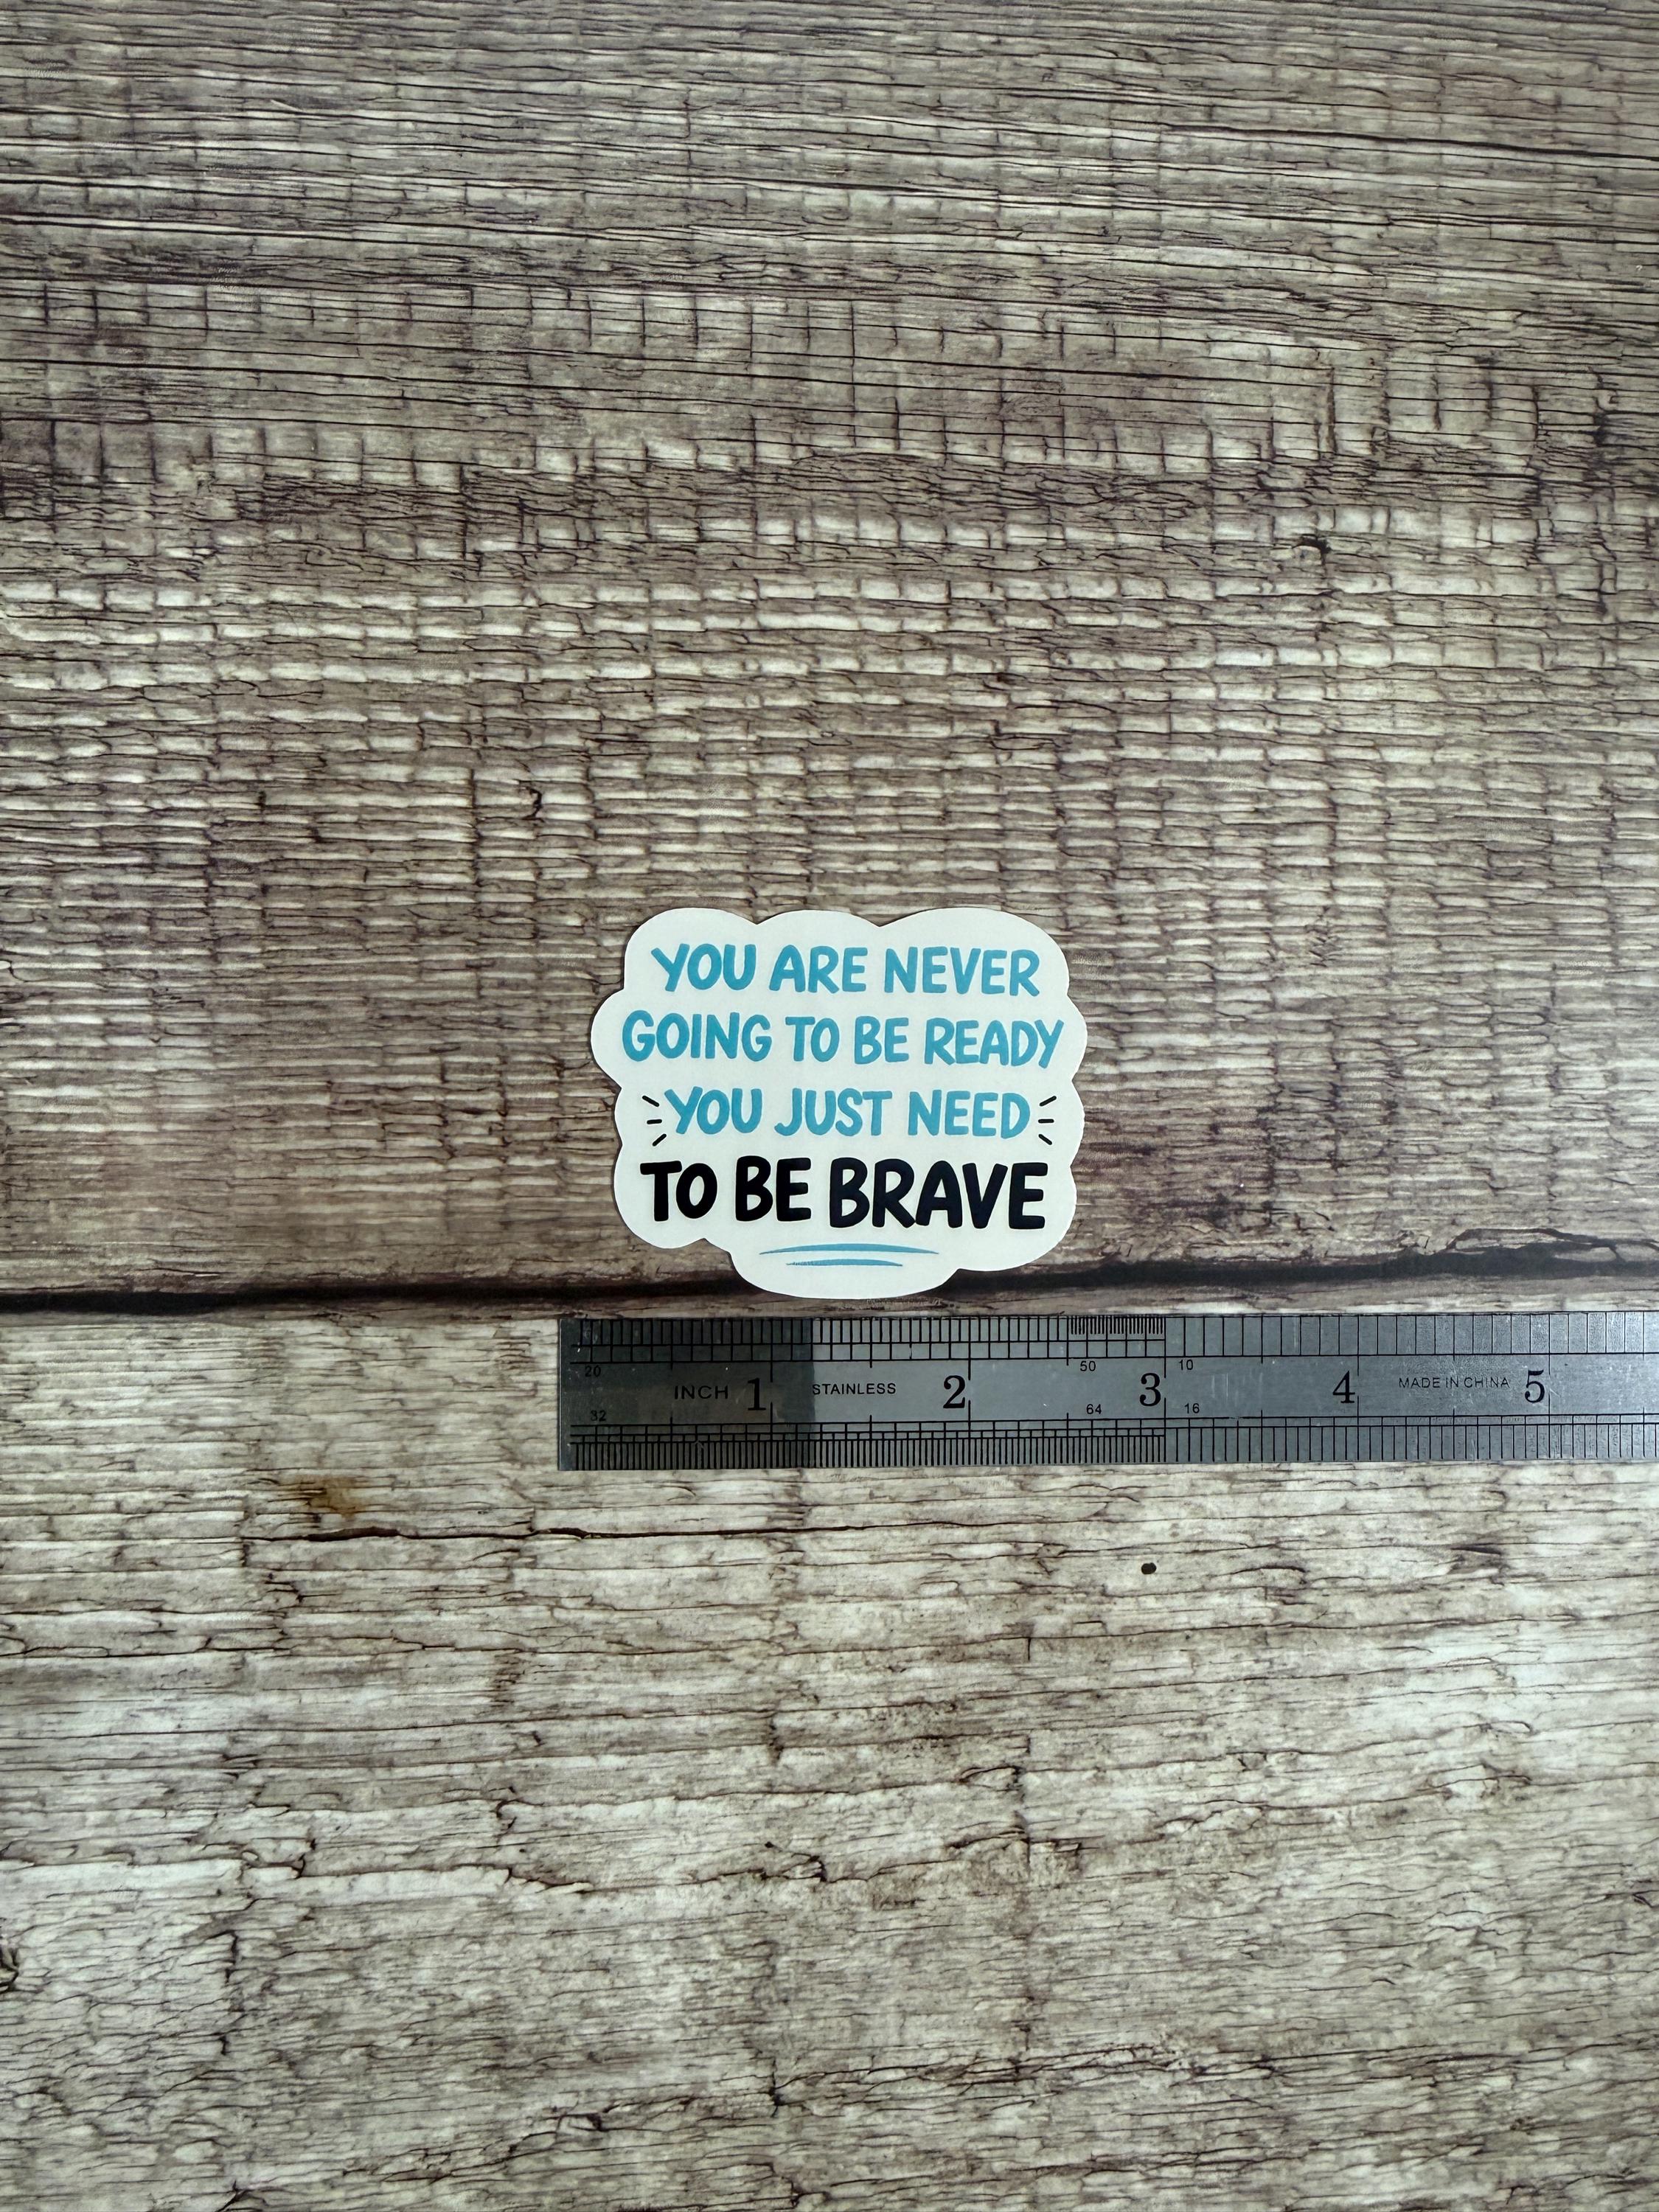 YOU ARE NEVER
GOING TO BE READY
YOU JUST NEED
TO BE BRAVE
20 50 10
INCH 1 STAINLESS 2 3 4 MADE IN CHINA 5
32 64 16